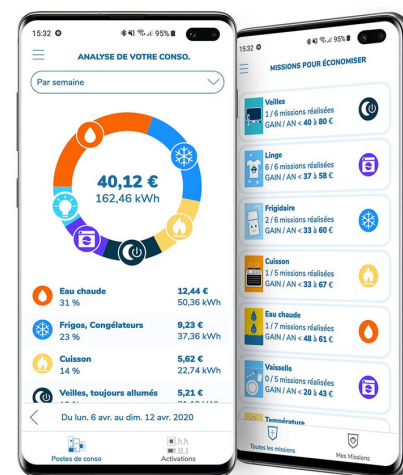 15:32
95%
ANALYSE DE VOTRE CONSO.
Par semaine
40,12 €
162,46 kWh
Eau chaude 12,44 €
31 % 50,36 kWh
Frigos, Congélateurs 9,23 €
23 % 37,36 kWh
Cuisson 5,62 €
14 % 22,74 kWh
Veilles, toujours allumés 5,21 €
Du lun. 6 avr. au dim. 12 avr. 2020
Postes de conso
Activations
15:32
95%
MISSIONS POUR ÉCONOMISER
Veilles
1 / 6 missions réalisées
GAIN / AN < 40 à 80 €
Linge
6 / 6 missions réalisées
GAIN / AN < 37 à 58 €
Frigidaire
2 / 6 missions réalisées
GAIN / AN < 33 à 60 €
Cuisson
1 / 5 missions réalisées
GAIN / AN < 33 à 67 €
Eau chaude
1 / 7 missions réalisées
GAIN / AN < 48 à 61 €
Vaisselle
0 / 5 missions réalisées
GAIN / AN < 20 à 43 €
Température
Toutes les missions
Mes Missions